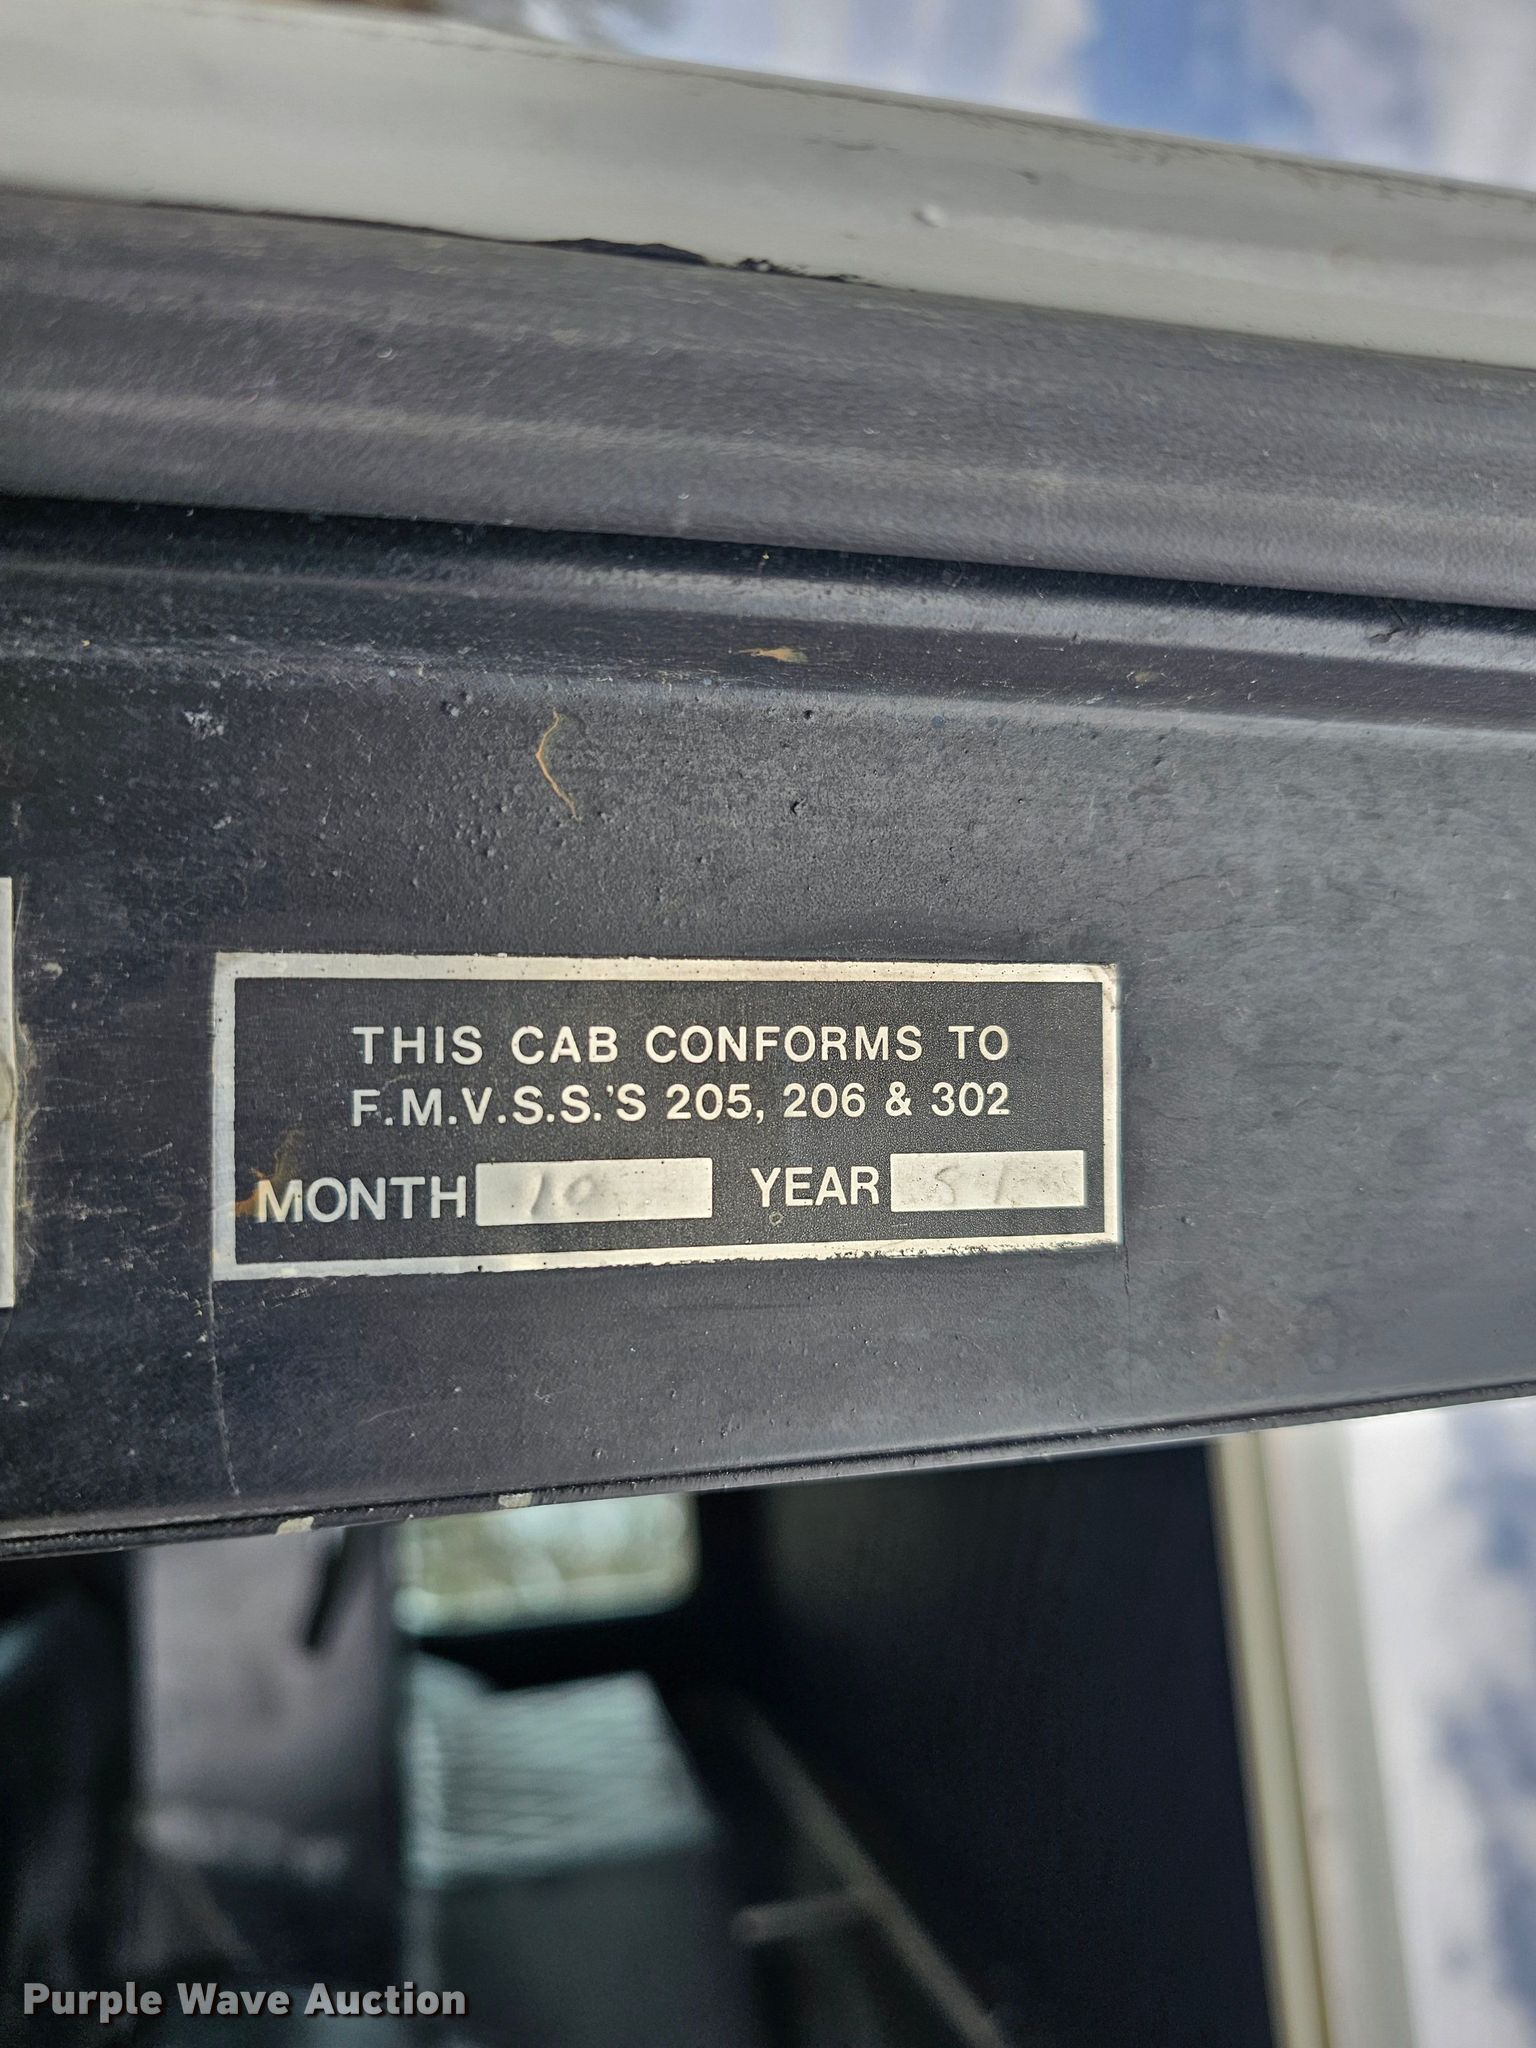 THIS CAB CONFORMS TO
F.M.V.S.S.'S 205, 206 & 302
MONTH 10 YEAR
Purple Wave Auction